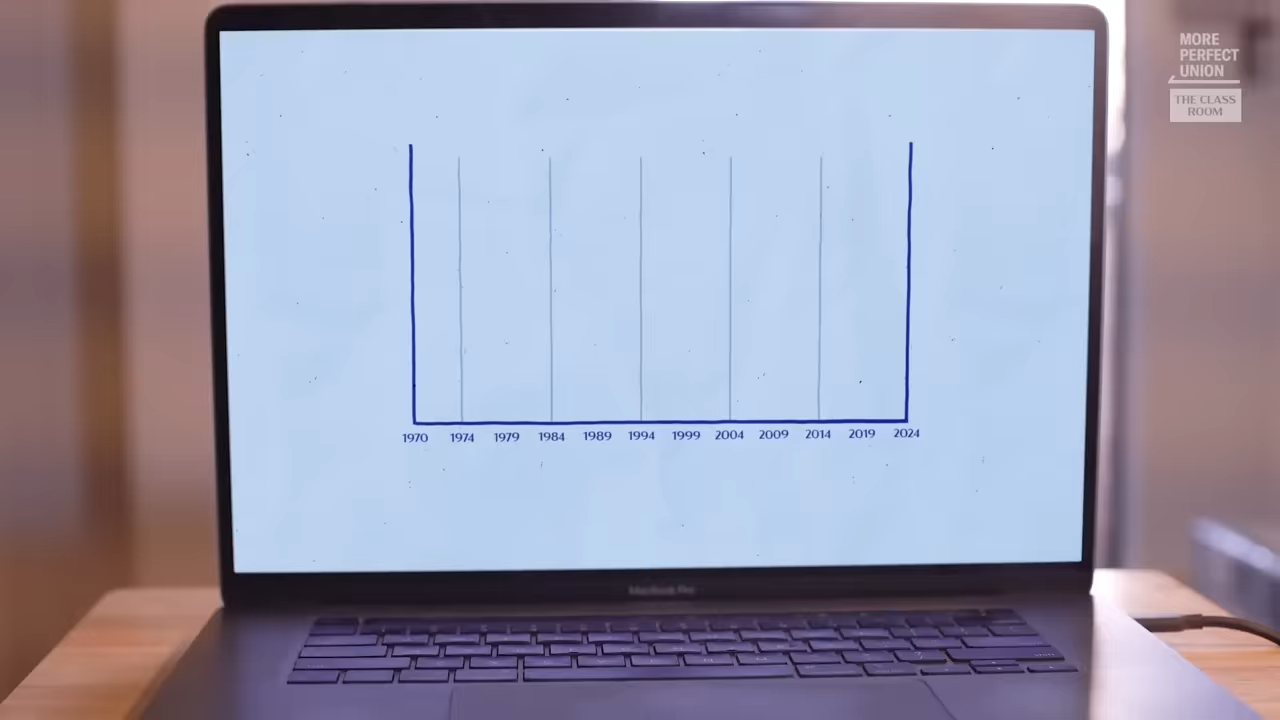 MORE
PERFECT
UNION
THE CLASS
ROOM
1970 1974 1979 1984 1989 1994 1999 2004 2009 2014 2019 2024
MacBook Pro